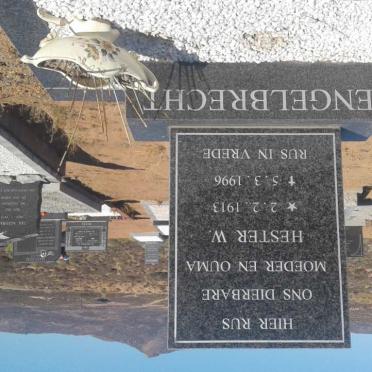 HIER RUS
ONS DIERBARE
MOEDER EN OUMA
HESTER W.
★ 2.2.1913
✝ 5.3.1996
RUS IN VREDE
ENGELBRECHT